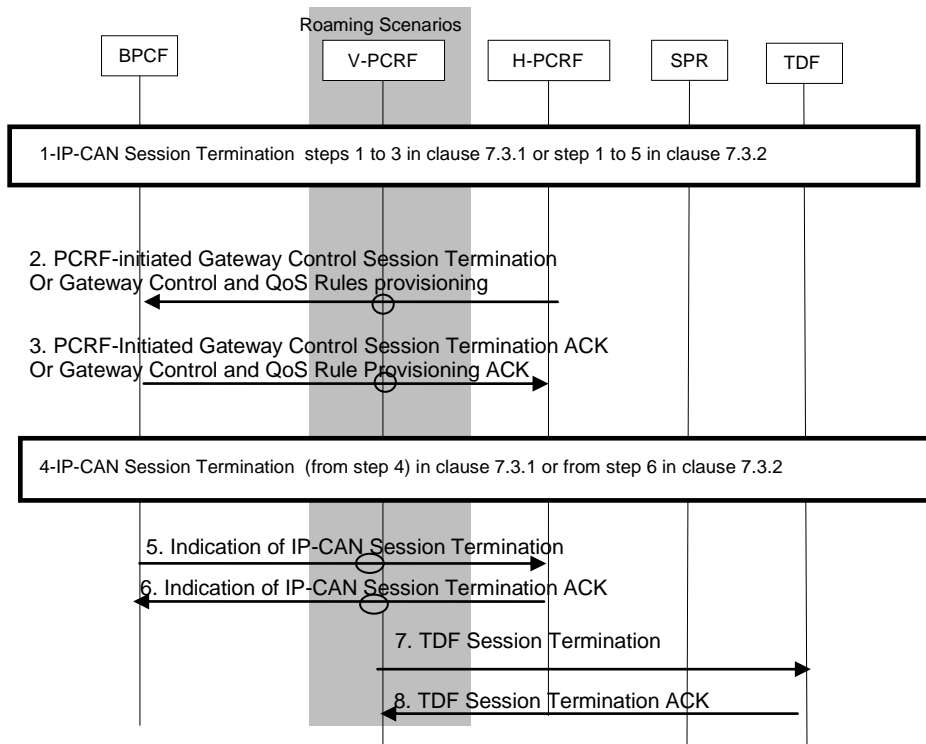 Roaming Scenarios
BPCF
V-PCRF
H-PCRF
SPR
TDF
1-IP-CAN Session Termination steps 1 to 3 in clause 7.3.1 or step 1 to 5 in clause 7.3.2
2. PCRF-initiated Gateway Control Session Termination
Or Gateway Control and QoS Rules provisioning
3. PCRF-Initiated Gateway Control Session Termination ACK
Or Gateway Control and QoS Rule Provisioning ACK
4-IP-CAN Session Termination (from step 4) in clause 7.3.1 or from step 6 in clause 7.3.2
5. Indication of IP-CAN Session Termination
6. Indication of IP-CAN Session Termination ACK
7. TDF Session Termination
8. TDF Session Termination ACK